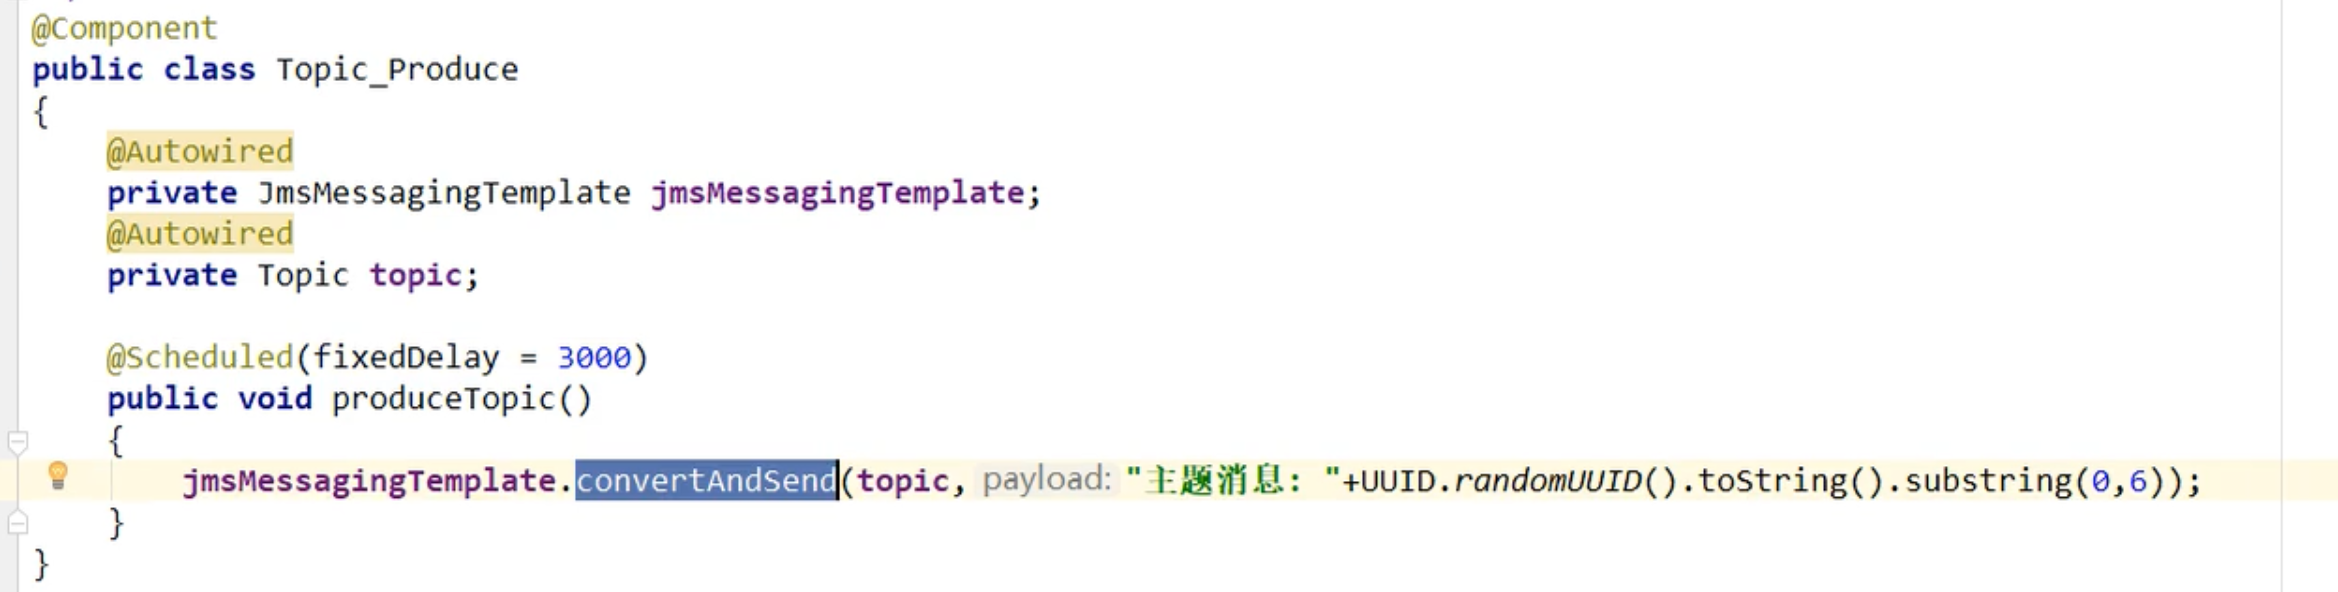 @Component
public class Topic_Produce
{
@Autowired
private JmsMessagingTemplate jmsMessagingTemplate;
@Autowired
private Topic topic;
@Scheduled(fixedDelay = 3000)
public void produceTopic()
{
jmsMessagingTemplate.convertAndSend(topic, payload: "主题消息: "+UUID.randomUUID().toString().substring(0,6));
}
}